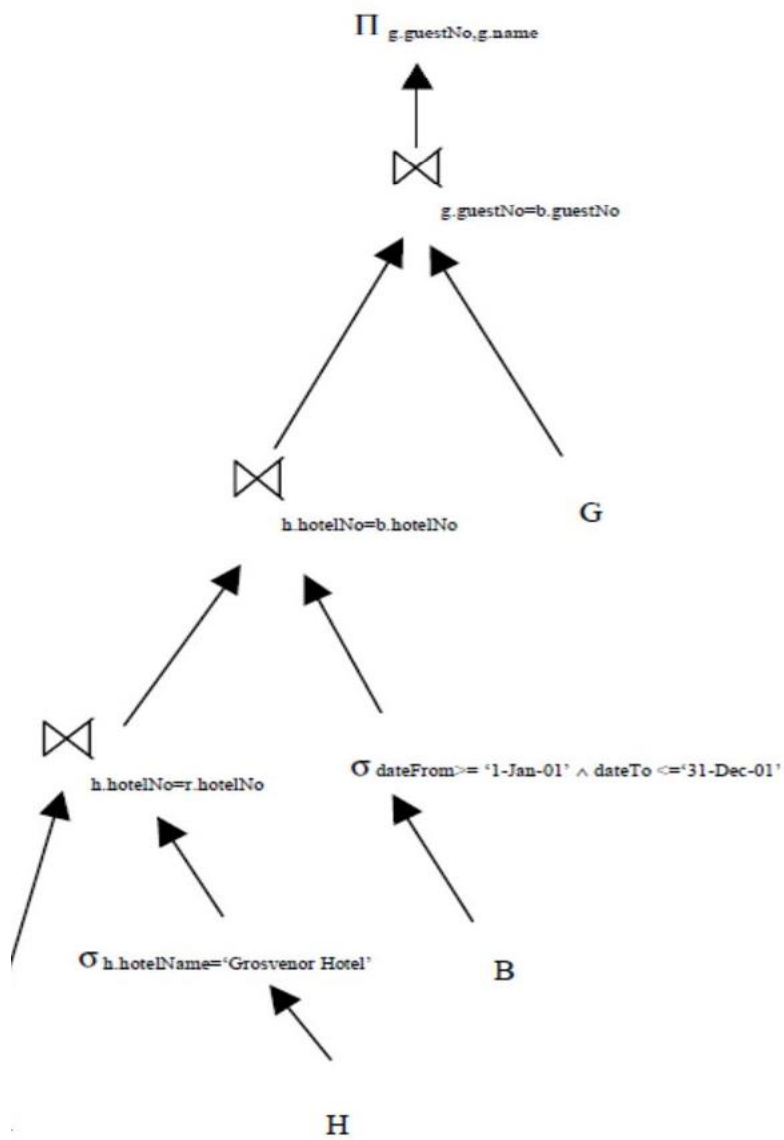 Π g.guestNo,g.name
g.guestNo=b.guestNo
h.hotelNo=b.hotelNo
G
h.hotelNo=r.hotelNo
σ dateFrom>= ‘1-Jan-01’ ∧ dateTo <=‘31-Dec-01’
σ h.hotelName=‘Grosvenor Hotel’
B
H